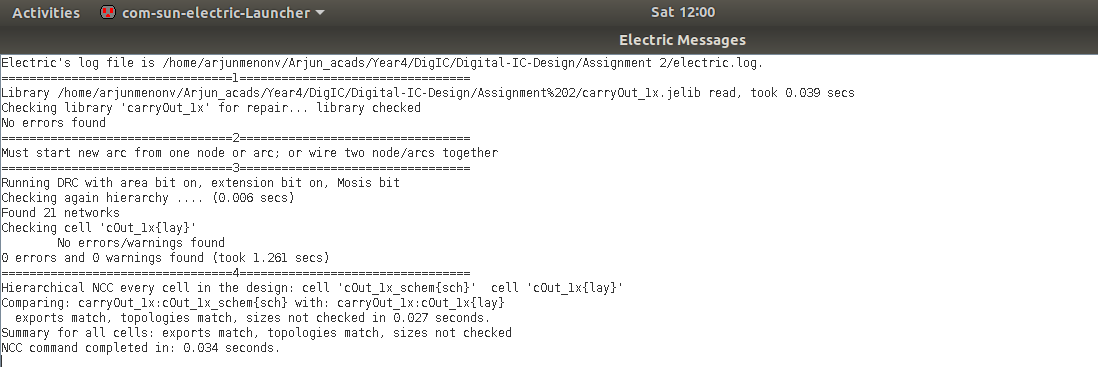 Activities com-sun-electric-Launcher Sat 12:00
Electric Messages
Electric's log file is /home/arjunmenonv/Arjun_acads/Year4/DigIC/Digital-IC-Design/Assignment 2/electric.log.
=================================1=================================
Library /home/arjunmenonv/Arjun_acads/Year4/DigIC/Digital-IC-Design/Assignment%202/carryOut_1x.jelib read, took 0.039 secs
Checking library 'carryOut_1x' for repair... library checked
No errors found
=================================2=================================
Must start new arc from one node or arc; or wire two node/arcs together
=================================3=================================
Running DRC with area bit on, extension bit on, Mosis bit
Checking again hierarchy .... (0.006 secs)
Found 21 networks
Checking cell 'cOut_1x{lay}'
No errors/warnings found
0 errors and 0 warnings found (took 1.261 secs)
=================================4=================================
Hierarchical NCC every cell in the design: cell 'cOut_1x_schem{sch}' cell 'cOut_1x{lay}'
Comparing: carryOut_1x:cOut_1x_schem{sch} with: carryOut_1x:cOut_1x{lay}
exports match, topologies match, sizes not checked in 0.027 seconds.
Summary for all cells: exports match, topologies match, sizes not checked
NCC command completed in: 0.034 seconds.